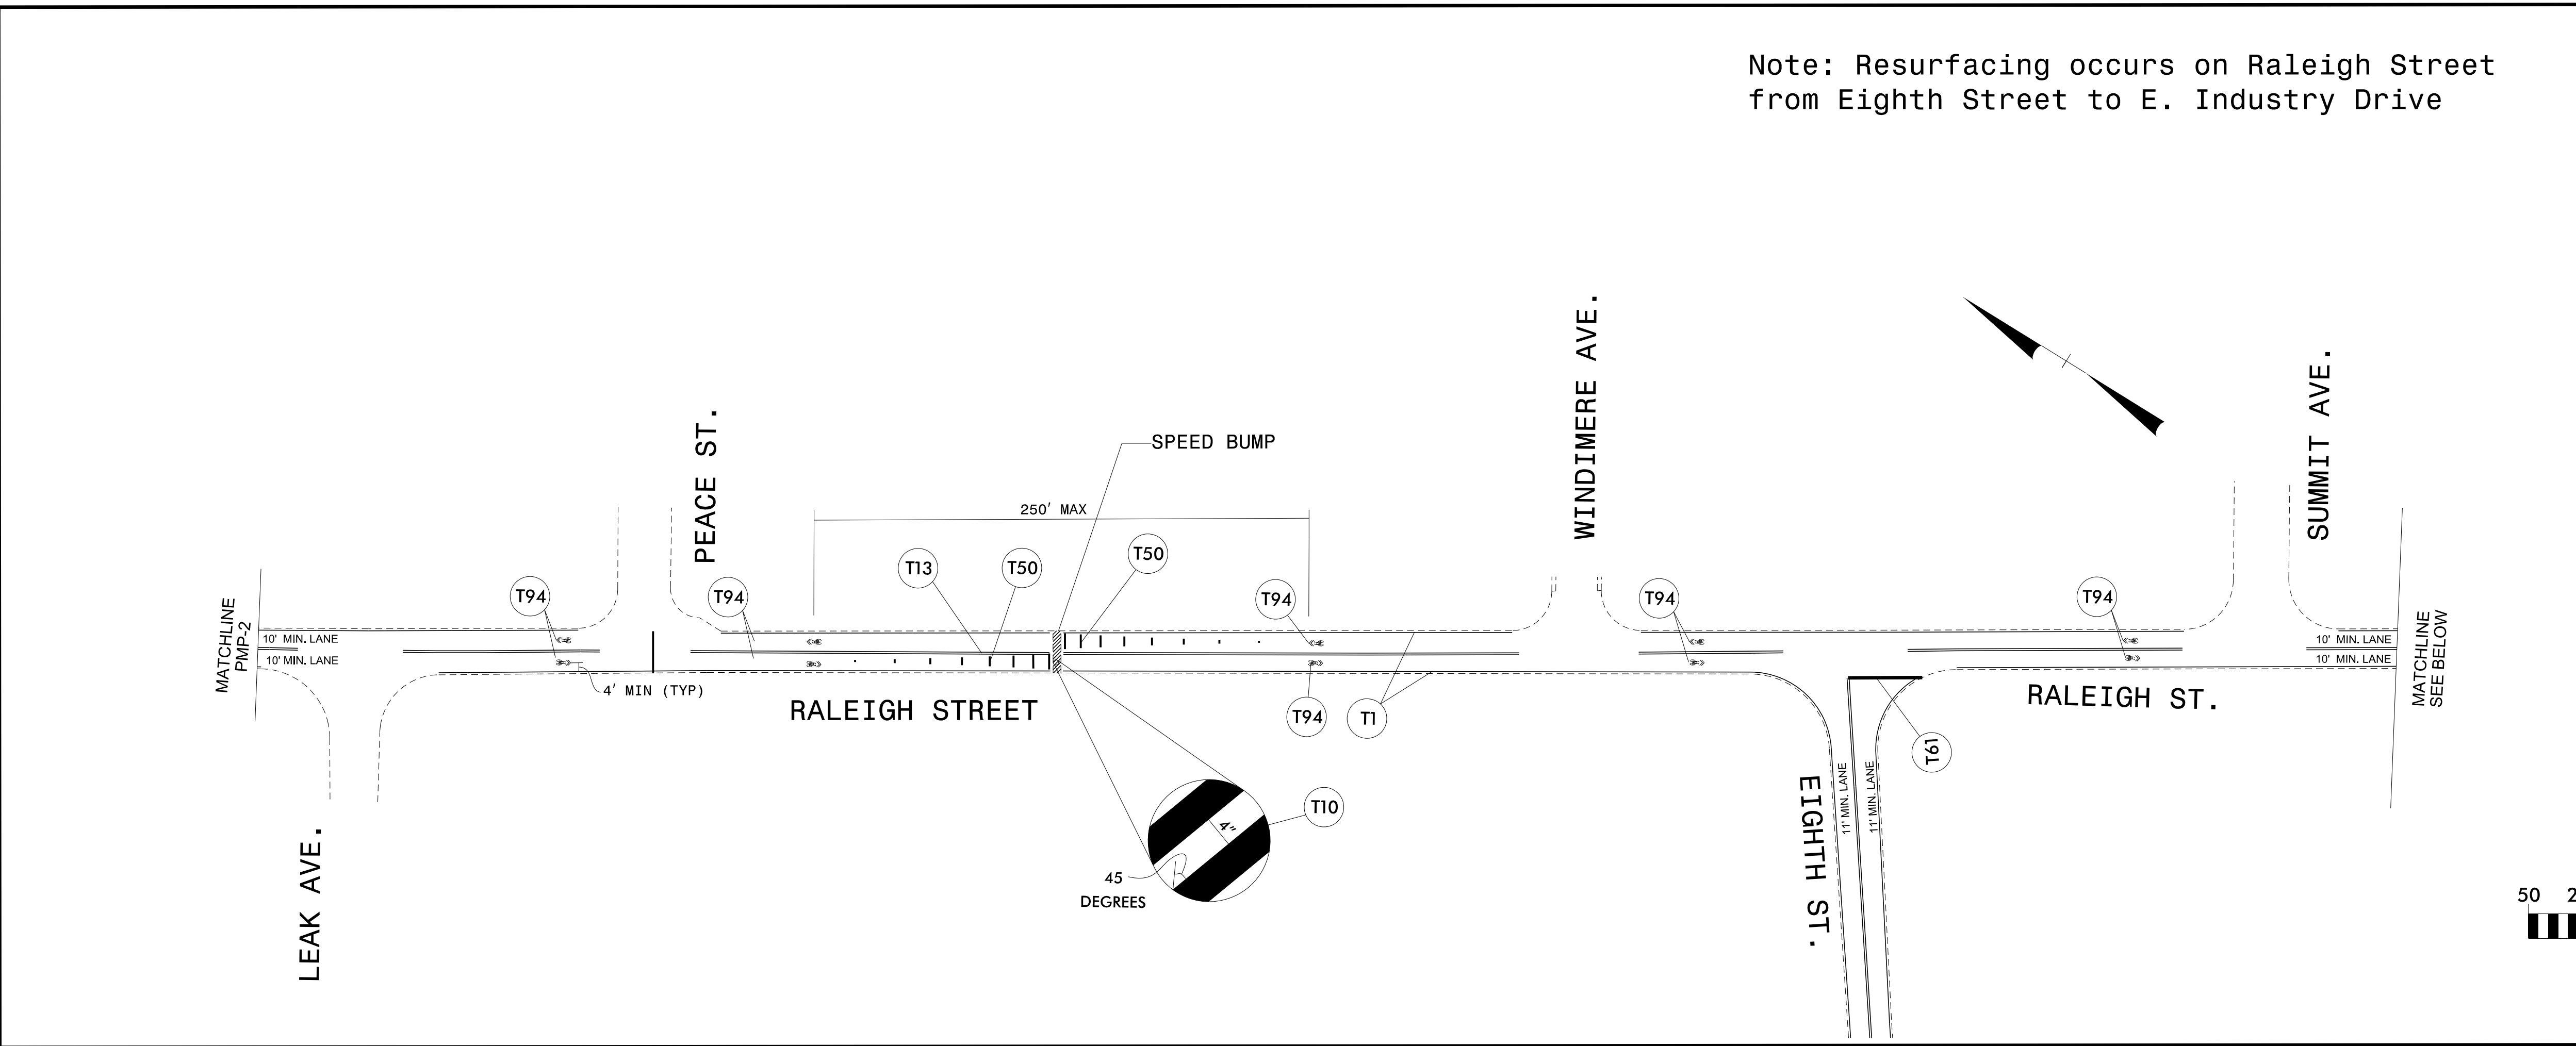 Note: Resurfacing occurs on Raleigh Street
from Eighth Street to E. Industry Drive
SPEED BUMP
250' MAX
PEACE ST.
WINDIMERE AVE.
SUMMIT AVE.
T94
T94
T13
T50
T50
T94
T94
T94
MATCHLINE
PMP-2
10' MIN. LANE
10' MIN. LANE
10' MIN. LANE
10' MIN. LANE
MATCHLINE
SEE BELOW
4' MIN (TYP)
RALEIGH STREET
T94
T1
RALEIGH ST.
T61
LEAK AVE.
4"
45
DEGREES
T10
EIGHTH ST.
11' MIN. LANE
11' MIN. LANE
50